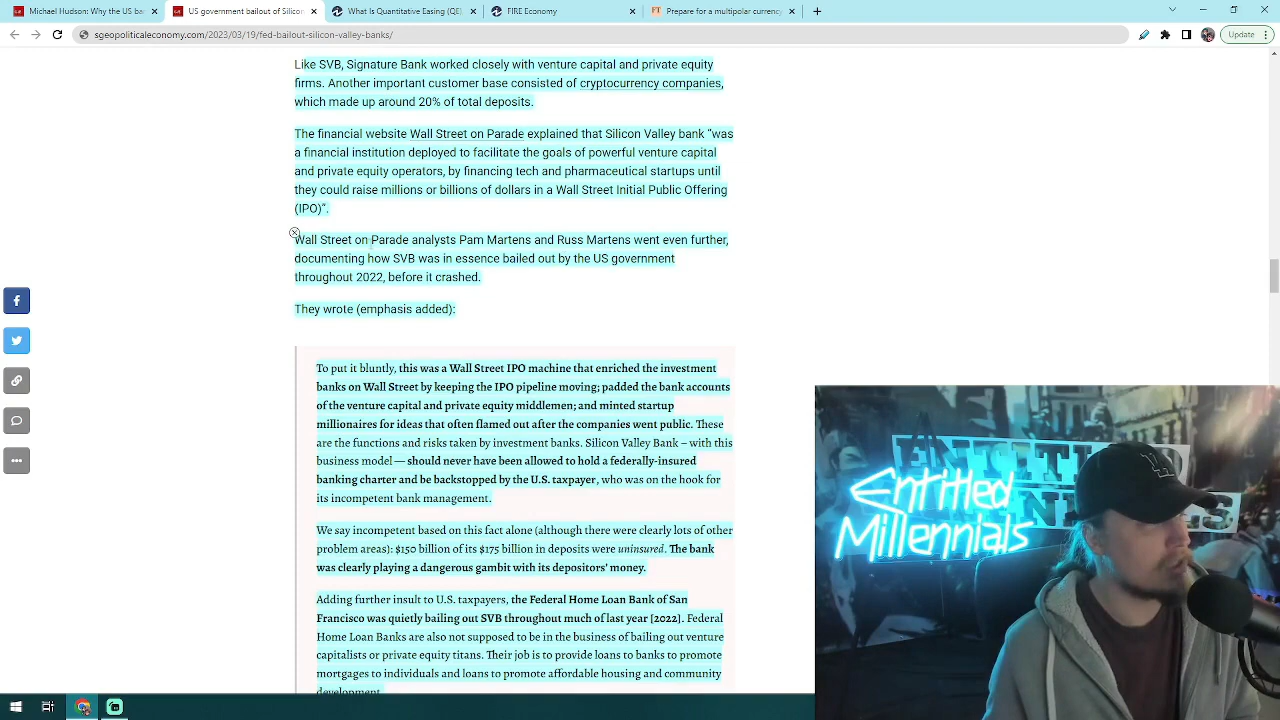 Michael Hudson: Why the US ba
US government bailout of Silicon
What Is Quantitative Easing (QE)
FIRE Economy
FT
Prepare for a multipolar currency
geopoliticaleconomy.com/2023/03/19/fed-bailout-silicon-valley-banks/
Update
Like SVB, Signature Bank worked closely with venture capital and private equity
firms. Another important customer base consisted of cryptocurrency companies,
which made up around 20% of total deposits.
The financial website Wall Street on Parade explained that Silicon Valley bank “was
a financial institution deployed to facilitate the goals of powerful venture capital
and private equity operators, by financing tech and pharmaceutical startups until
they could raise millions or billions of dollars in a Wall Street Initial Public Offering
(IPO)”.
Wall Street on Parade analysts Pam Martens and Russ Martens went even further,
documenting how SVB was in essence bailed out by the US government
throughout 2022, before it crashed.
They wrote (emphasis added):
To put it bluntly, this was a Wall Street IPO machine that enriched the investment
banks on Wall Street by keeping the IPO pipeline moving; padded the bank accounts
of the venture capital and private equity middlemen; and minted startup
millionaires for ideas that often flamed out after the companies went public. These
are the functions and risks taken by investment banks. Silicon Valley Bank – with this
business model — should never have been allowed to hold a federally-insured
banking charter and be backstopped by the U.S. taxpayer, who was on the hook for
its incompetent bank management.
We say incompetent based on this fact alone (although there were clearly lots of other
problem areas): $150 billion of its $175 billion in deposits were uninsured. The bank
was clearly playing a dangerous gambit with its depositors’ money.
Adding further insult to U.S. taxpayers, the Federal Home Loan Bank of San
Francisco was quietly bailing out SVB throughout much of last year [2022]. Federal
Home Loan Banks are also not supposed to be in the business of bailing out venture
capitalists or private equity titans. Their job is to provide loans to banks to promote
mortgages to individuals and loans to promote affordable housing and community
development.
Entitled
Millennials